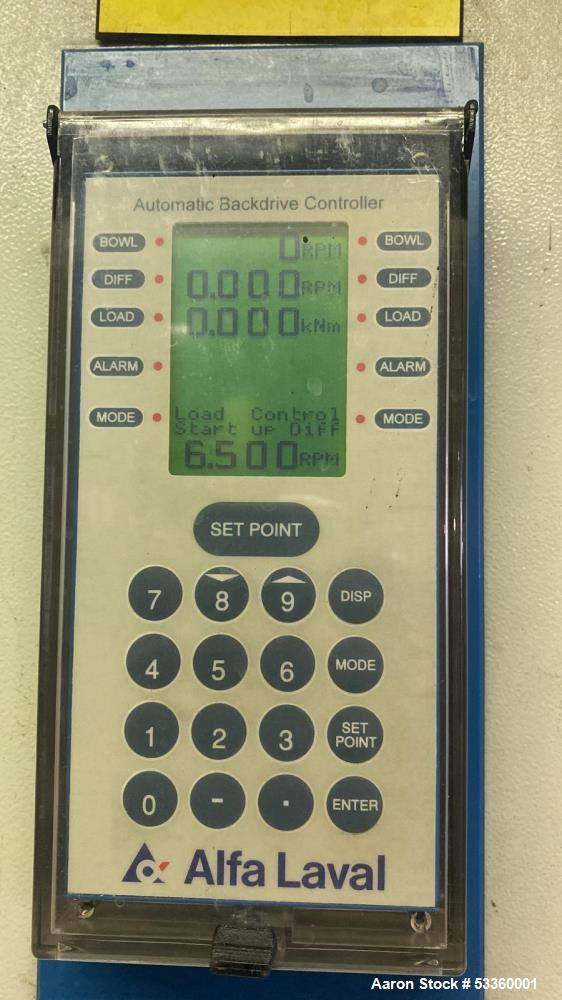 Automatic Backdrive Controller
BOWL 0RPM BOWL
DIFF 0.000RPM DIFF
LOAD 0.000kNm LOAD
ALARM ALARM
MODE Load Control MODE
Start up Diff
6.500RPM
SET POINT
7 8 9 DISP
4 5 6 MODE
1 2 3 SET POINT
0 - . ENTER
Alfa Laval
Aaron Stock # 53360001